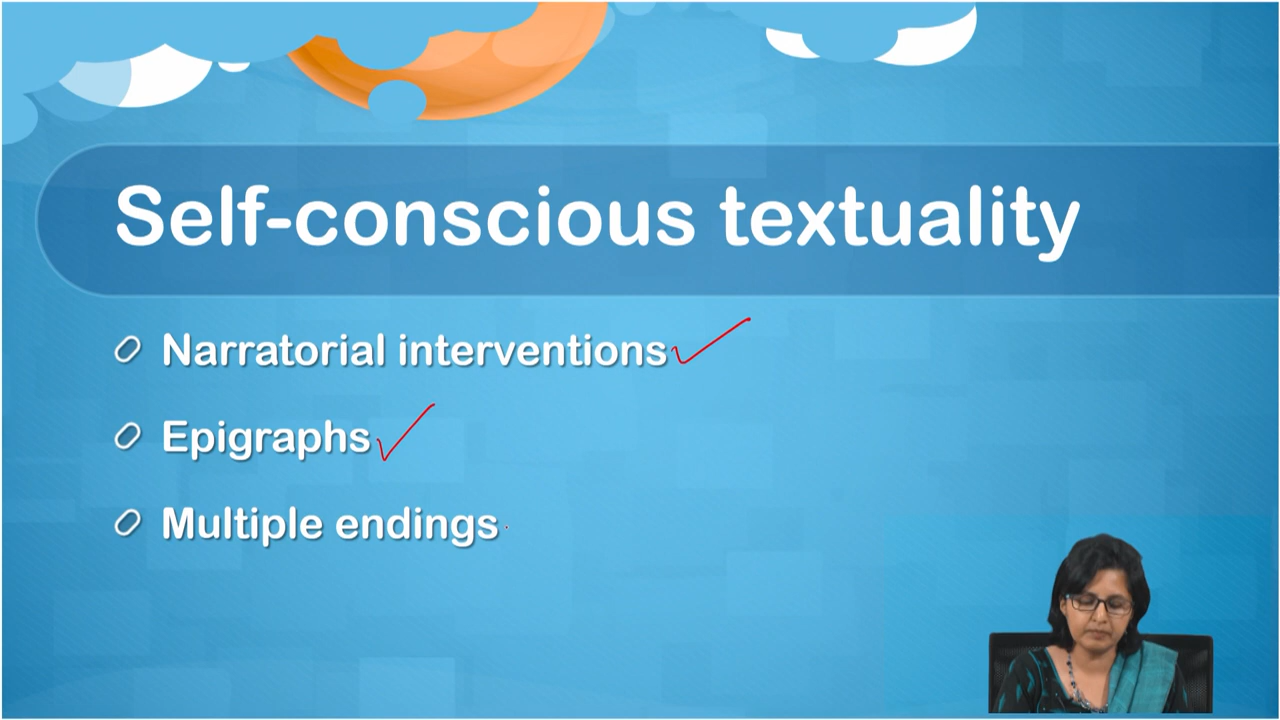 Self-conscious textuality
Narratorial interventions
Epigraphs
Multiple endings